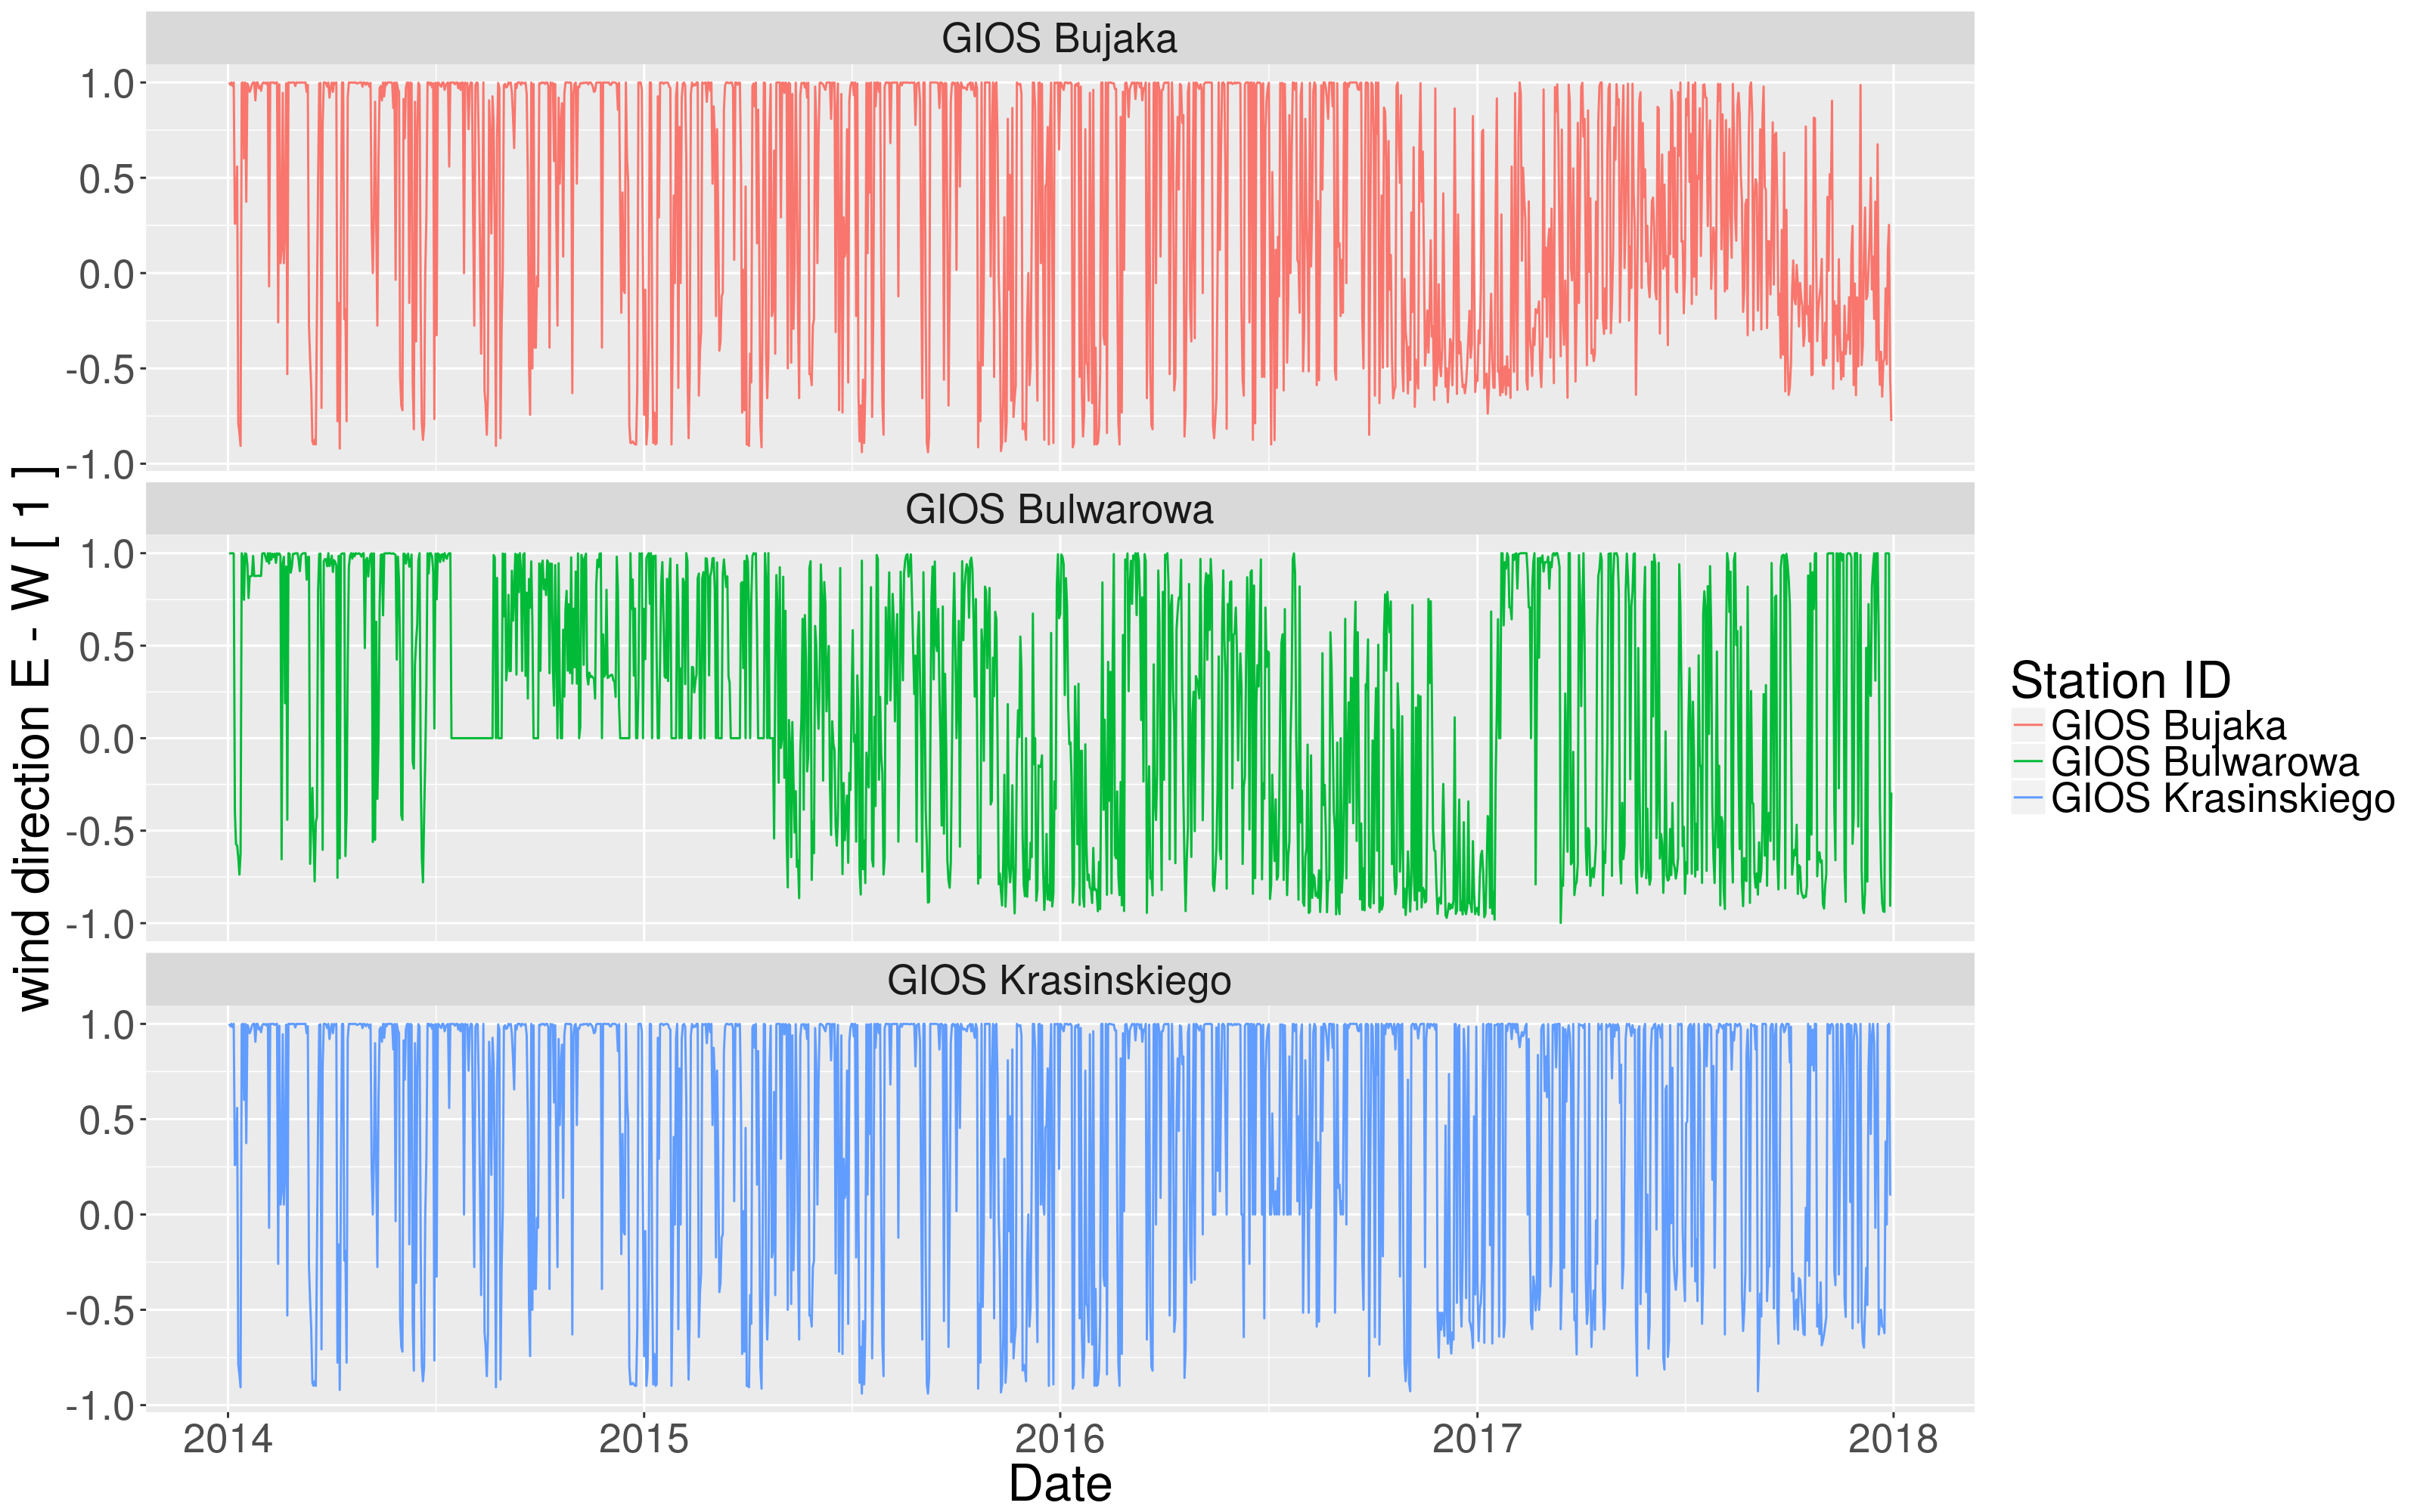 GIOS Bujaka
1.0
0.5
0.0
-0.5
-1.0
GIOS Bulwarowa
1.0
0.5
0.0
-0.5
-1.0
GIOS Krasinskiego
1.0
0.5
0.0
-0.5
-1.0
2014 2015 2016 2017 2018
Date
wind direction E - W [ 1 ]
Station ID
GIOS Bujaka
GIOS Bulwarowa
GIOS Krasinskiego